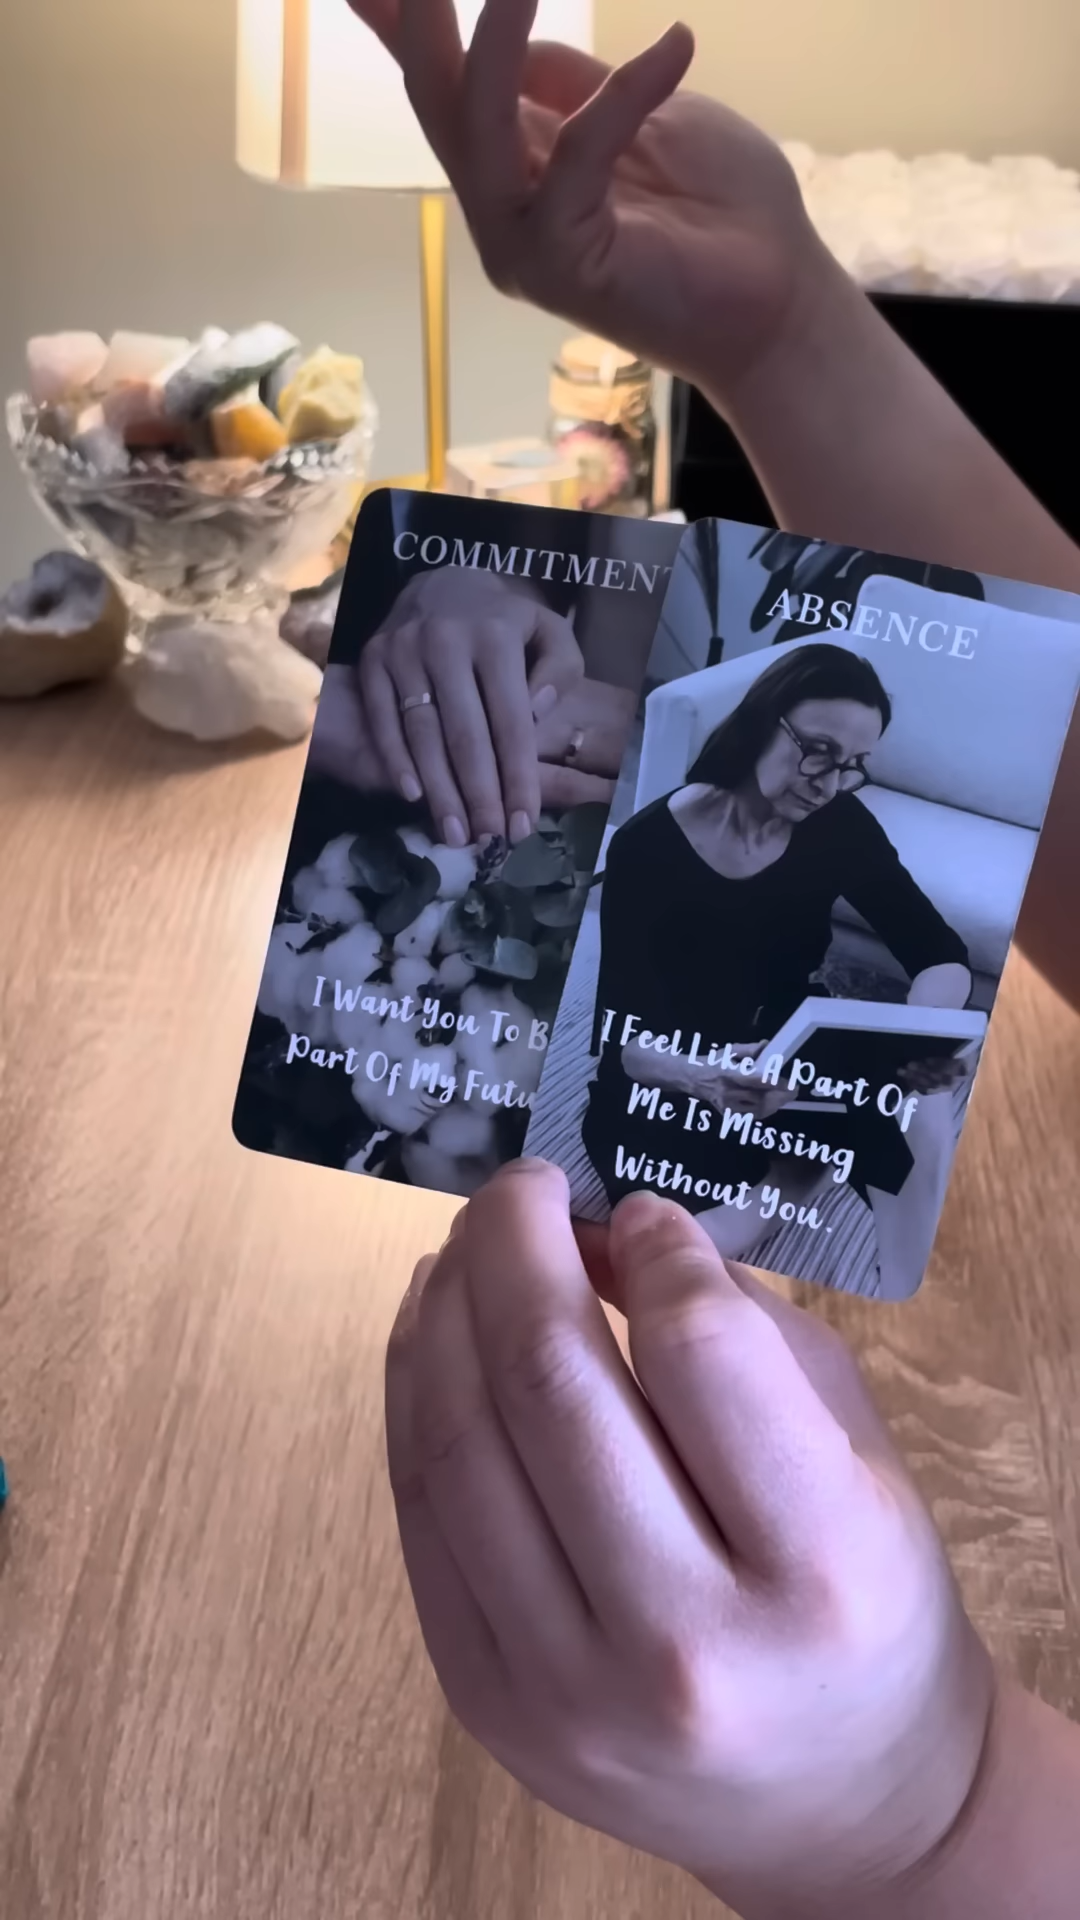 COMMITMENT
I Want You To B
Part Of My Futu
ABSENCE
I Feel Like A Part Of
Me Is Missing
Without You.